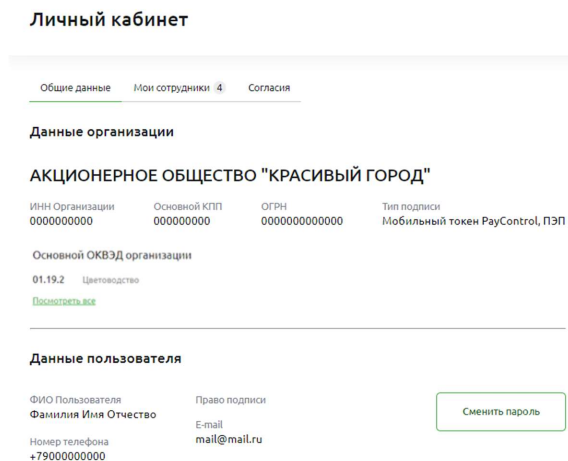 Личный кабинет
Общие данные Мои сотрудники 4 Согласия
Данные организации
АКЦИОНЕРНОЕ ОБЩЕСТВО "КРАСИВЫЙ ГОРОД"
ИНН Организации Основной КПП ОГРН Тип подписи
0000000000 000000000 0000000000000 Мобильный токен PayControl, ПЭП
Основной ОКВЭД организации
01.19.2 Цветоводство
Посмотреть все
Данные пользователя
ФИО Пользователя Право подписи
Фамилия Имя Отчество
Сменить пароль
E-mail
mail@mail.ru
Номер телефона
+79000000000